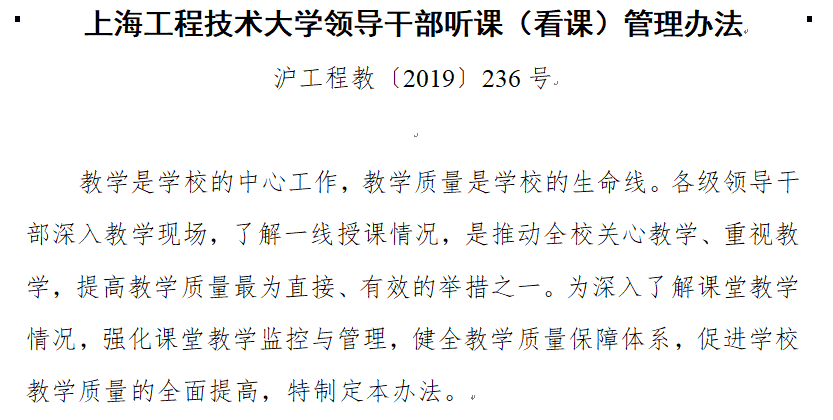 上海工程技术大学领导干部听课（看课）管理办法
沪工程教〔2019〕236 号
教学是学校的中心工作，教学质量是学校的生命线。各级领导干
部深入教学现场，了解一线授课情况，是推动全校关心教学、重视教
学，提高教学质量最为直接、有效的举措之一。为深入了解课堂教学
情况，强化课堂教学监控与管理，健全教学质量保障体系，促进学校
教学质量的全面提高，特制定本办法。